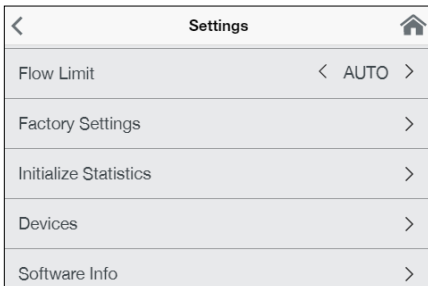 Settings
Flow Limit < AUTO >
Factory Settings >
Initialize Statistics >
Devices >
Software Info >